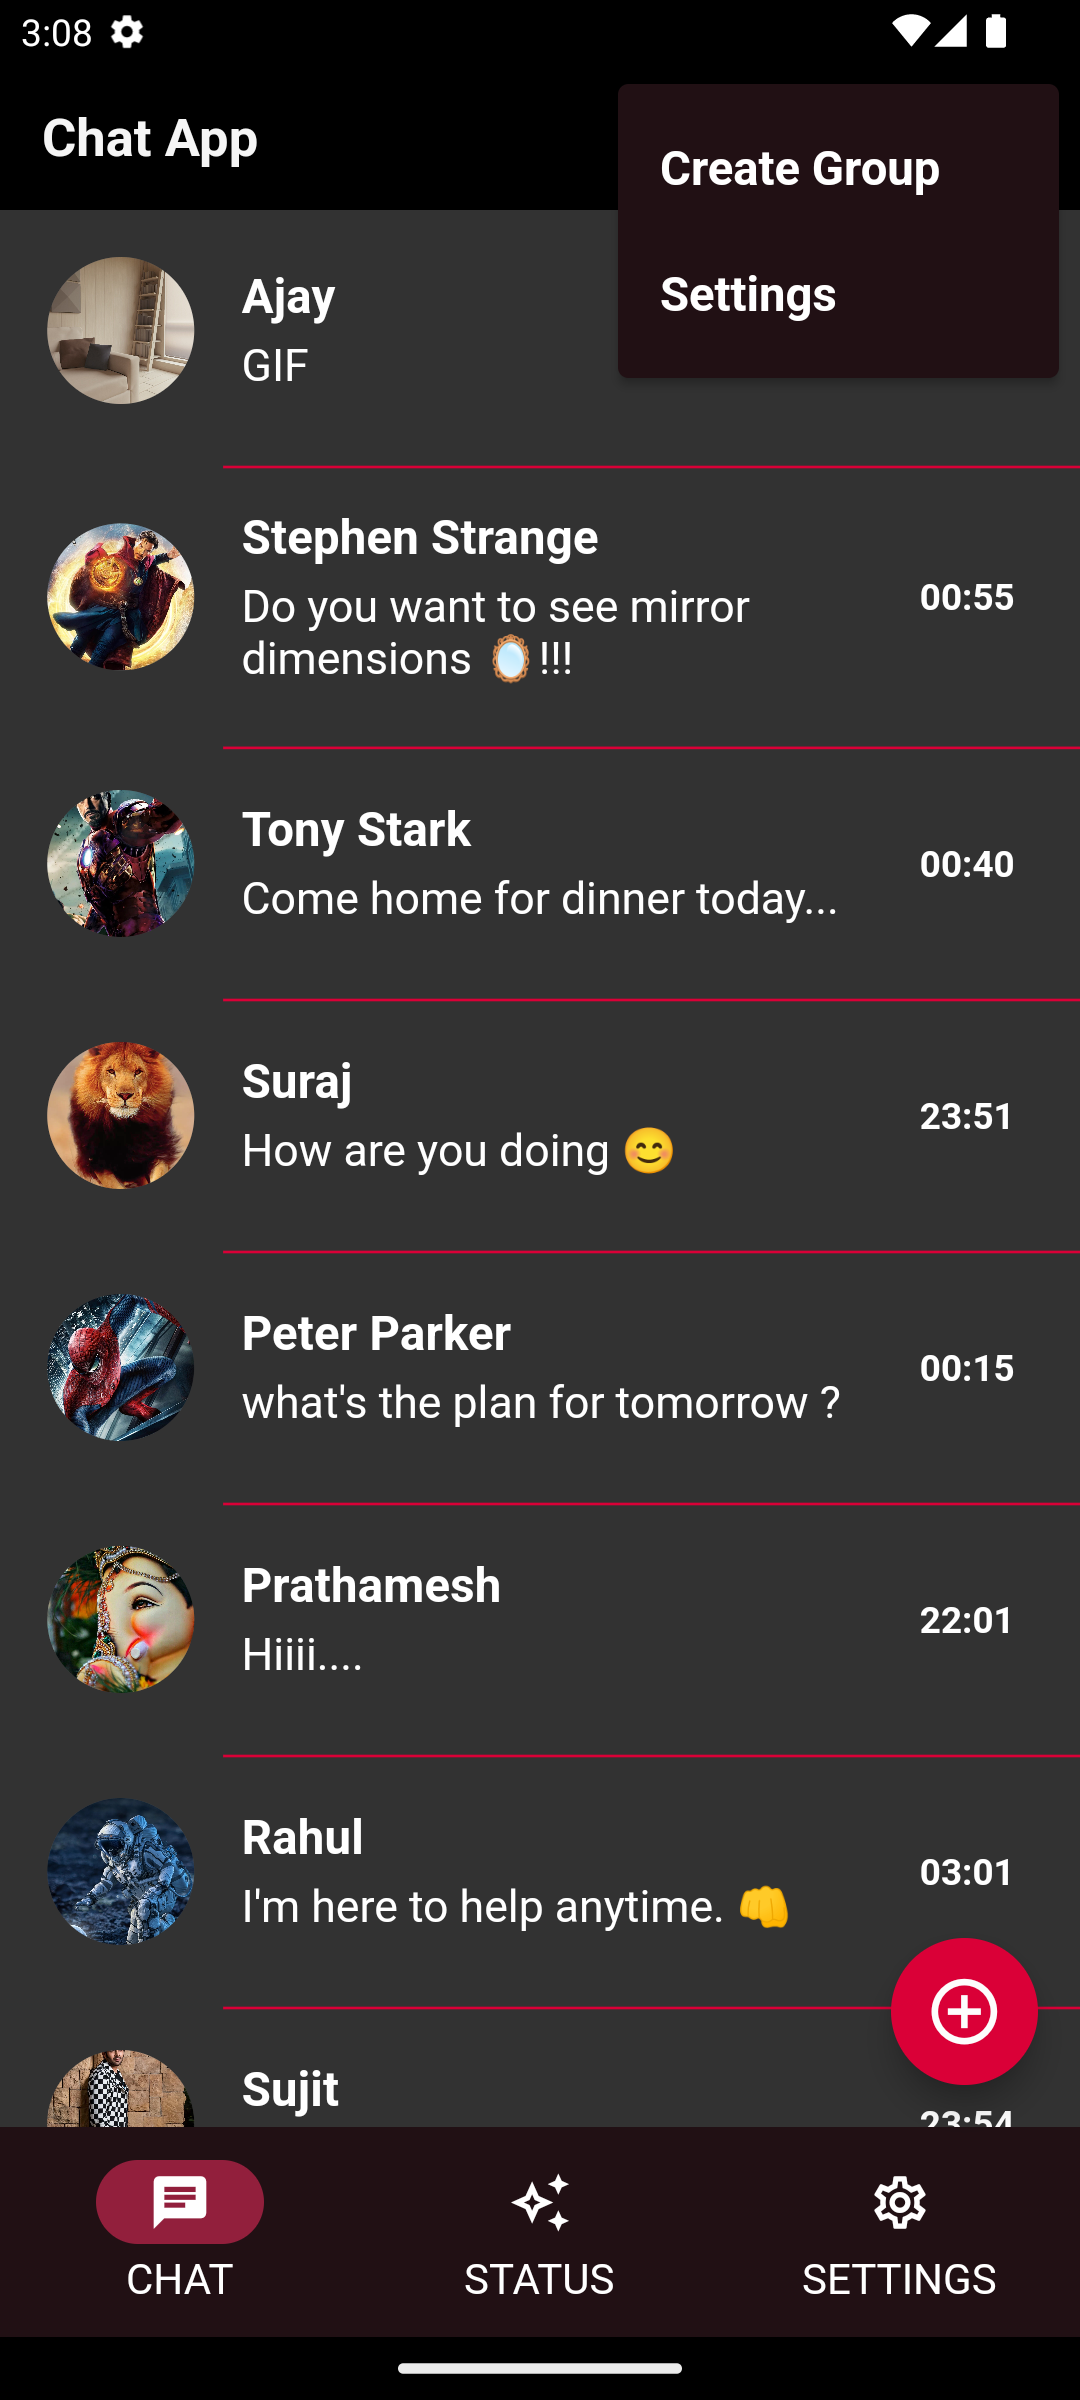 3:08
Chat App
Create Group
Settings
Ajay
GIF
Stephen Strange
Do you want to see mirror
dimensions 🪞!!!
00:55
Tony Stark
Come home for dinner today...
00:40
Suraj
How are you doing 😊
23:51
Peter Parker
what's the plan for tomorrow ?
00:15
Prathamesh
Hiiii....
22:01
Rahul
I'm here to help anytime. 👊
03:01
Sujit
23:54
CHAT
STATUS
SETTINGS